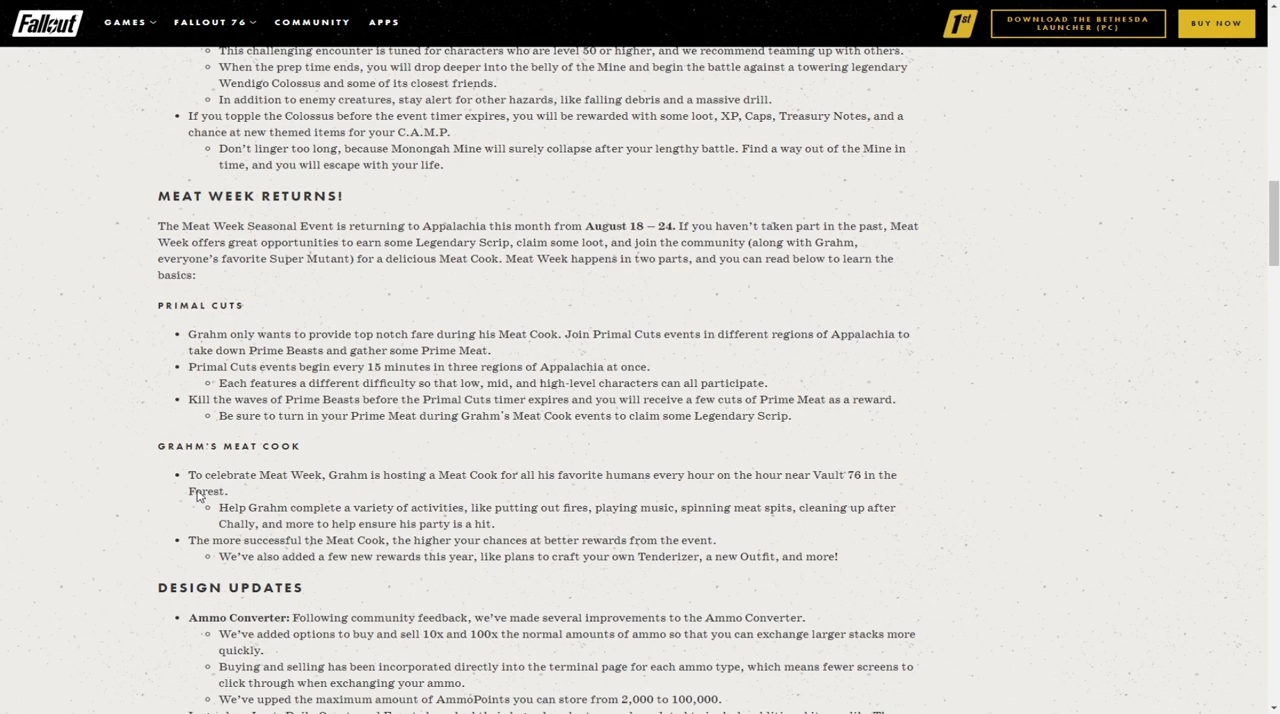 Fallout
GAMES
FALLOUT 76
COMMUNITY
APPS
1st
DOWNLOAD THE BETHESDA
LAUNCHER (PC)
BUY NOW
This challenging encounter is tuned for characters who are level 50 or higher, and we recommend teaming up with others.
When the prep time ends, you will drop deeper into the belly of the Mine and begin the battle against a towering legendary
Wendigo Colossus and some of its closest friends.
In addition to enemy creatures, stay alert for other hazards, like falling debris and a massive drill.
If you topple the Colossus before the event timer expires, you will be rewarded with some loot, XP, Caps, Treasury Notes, and a
chance at new themed items for your C.A.M.P.
Don't linger too long, because Monongah Mine will surely collapse after your lengthy battle. Find a way out of the Mine in
time, and you will escape with your life.
MEAT WEEK RETURNS!
The Meat Week Seasonal Event is returning to Appalachia this month from August 18 – 24. If you haven't taken part in the past, Meat
Week offers great opportunities to earn some Legendary Scrip, claim some loot, and join the community (along with Grahm,
everyone's favorite Super Mutant) for a delicious Meat Cook. Meat Week happens in two parts, and you can read below to learn the
basics:
PRIMAL CUTS
Grahm only wants to provide top notch fare during his Meat Cook. Join Primal Cuts events in different regions of Appalachia to
take down Prime Beasts and gather some Prime Meat.
Primal Cuts events begin every 15 minutes in three regions of Appalachia at once.
Each features a different difficulty so that low, mid, and high-level characters can all participate.
Kill the waves of Prime Beasts before the Primal Cuts timer expires and you will receive a few cuts of Prime Meat as a reward.
Be sure to turn in your Prime Meat during Grahm's Meat Cook events to claim some Legendary Scrip.
GRAHM'S MEAT COOK
To celebrate Meat Week, Grahm is hosting a Meat Cook for all his favorite humans every hour on the hour near Vault 76 in the
Forest.
Help Grahm complete a variety of activities, like putting out fires, playing music, spinning meat spits, cleaning up after
Chally, and more to help ensure his party is a hit.
The more successful the Meat Cook, the higher your chances at better rewards from the event.
We've also added a few new rewards this year, like plans to craft your own Tenderizer, a new Outfit, and more!
DESIGN UPDATES
Ammo Converter: Following community feedback, we've made several improvements to the Ammo Converter.
We've added options to buy and sell 10x and 100x the normal amounts of ammo so that you can exchange larger stacks more
quickly.
Buying and selling has been incorporated directly into the terminal page for each ammo type, which means fewer screens to
click through when exchanging your ammo.
We've upped the maximum amount of AmmoPoints you can store from 2,000 to 100,000.